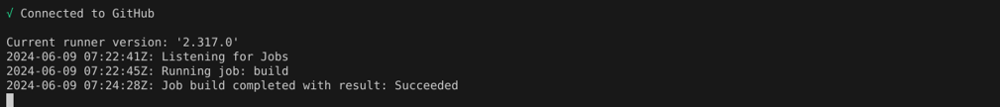 √ Connected to GitHub
Current runner version: '2.317.0'
2024-06-09 07:22:41Z: Listening for Jobs
2024-06-09 07:22:45Z: Running job: build
2024-06-09 07:24:28Z: Job build completed with result: Succeeded